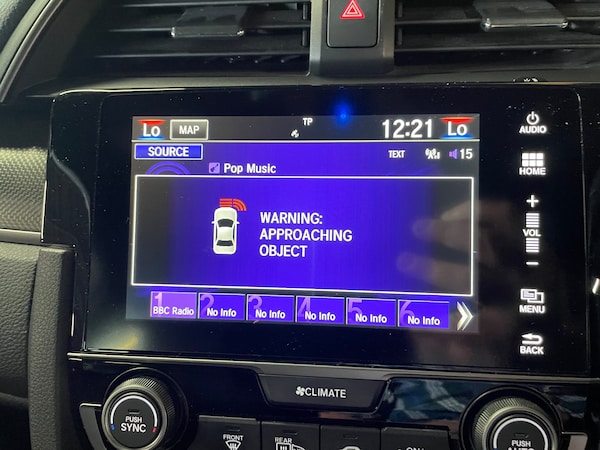 TP
Lo MAP 12:21 Lo
SOURCE TEXT 15
Pop Music
WARNING:
APPROACHING
OBJECT
1 2 3 4 5 6
BBC Radio No Info No Info No Info No Info No Info
AUDIO
HOME
+
VOL
−
MENU
BACK
CLIMATE
PUSH
SYNC
FRONT
REAR
PUSH